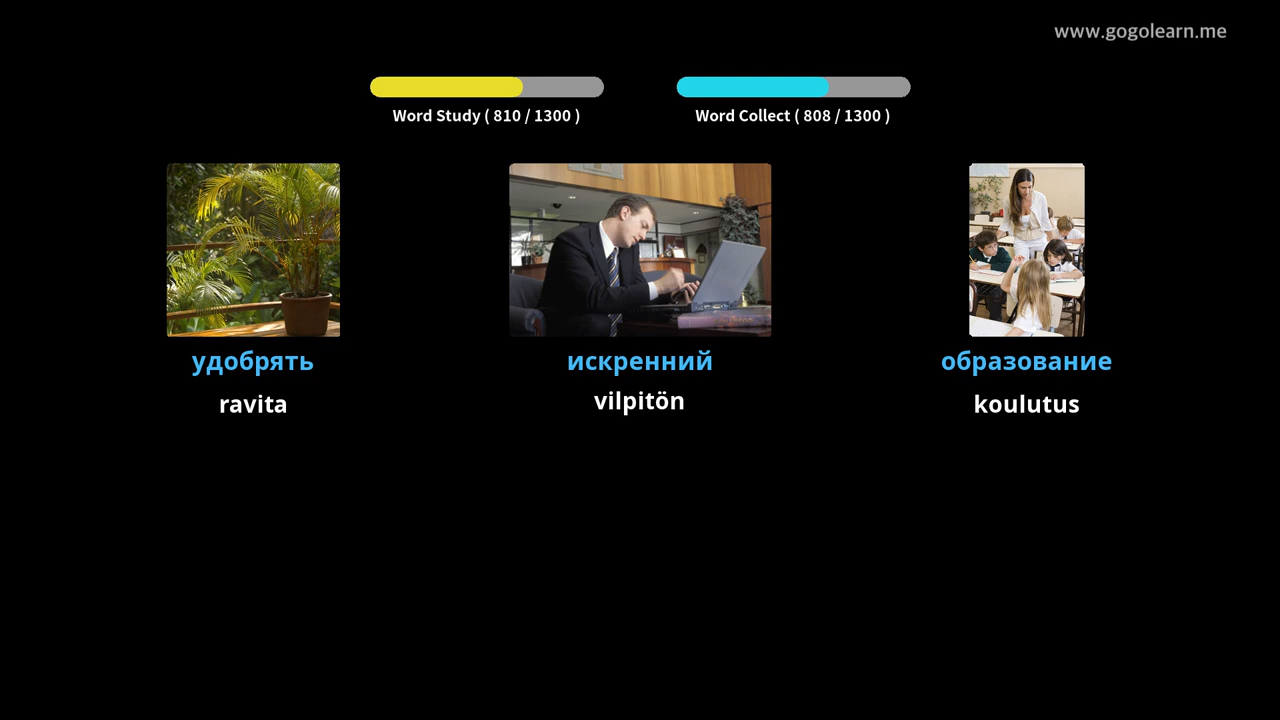 www.gogolearn.me
Word Study ( 810 / 1300 )
Word Collect ( 808 / 1300 )
удобрять
искренний
образование
ravita
vilpitön
koulutus